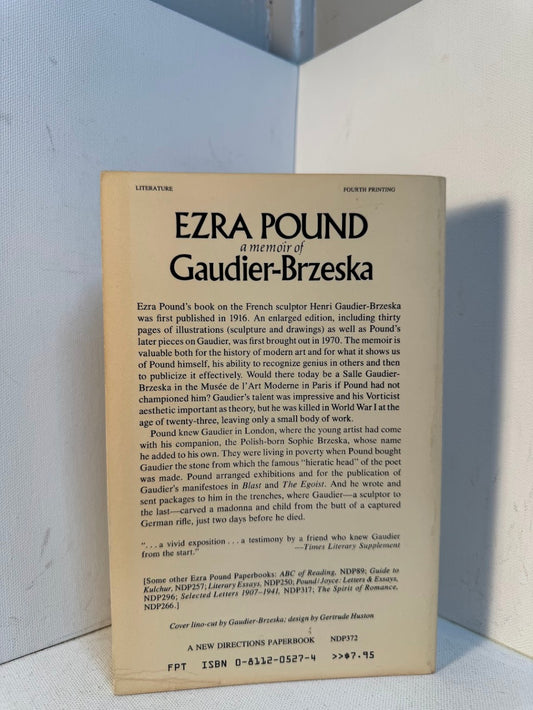 LITERATURE FOURTH PRINTING
EZRA POUND
a memoir of
Gaudier-Brzeska
Ezra Pound's book on the French sculptor Henri Gaudier-Brzeska
was first published in 1916. An enlarged edition, including thirty
pages of illustrations (sculpture and drawings) as well as Pound's
later pieces on Gaudier, was first brought out in 1970. The memoir is
valuable both for the history of modern art and for what it shows us
of Pound himself, his ability to recognize genius in others and then
to publicize it effectively. Would there today be a Salle Gaudier-
Brzeska in the Musée de l'Art Moderne in Paris if Pound had not
championed him? Gaudier's talent was impressive and his Vorticist
aesthetic important as theory, but he was killed in World War I at the
age of twenty-three, leaving only a small body of work.
Pound knew Gaudier in London, where the young artist had come
with his companion, the Polish-born Sophie Brzeska, whose name
he added to his own. They were living in poverty when Pound bought
Gaudier the stone from which the famous "hieratic head" of the poet
was made. Pound arranged exhibitions and for the publication of
Gaudier's manifestoes in Blast and The Egoist. And he wrote and
sent packages to him in the trenches, where Gaudier—a sculptor to
the last—carved a madonna and child from the butt of a captured
German rifle, just two days before he died.
". . . a vivid exposition . . . a testimony by a friend who knew Gaudier
from the start." —Times Literary Supplement
[Some other Ezra Pound Paperbooks: ABC of Reading, NDP89; Guide to
Kulchur, NDP257; Literary Essays, NDP250; Pound/Joyce: Letters & Essays,
NDP296; Selected Letters 1907-1941, NDP317; The Spirit of Romance,
NDP266.]
Cover lino-cut by Gaudier-Brzeska; design by Gertrude Huston
A NEW DIRECTIONS PAPERBOOK NDP372
FPT ISBN 0-8112-0527-4 >>$7.95